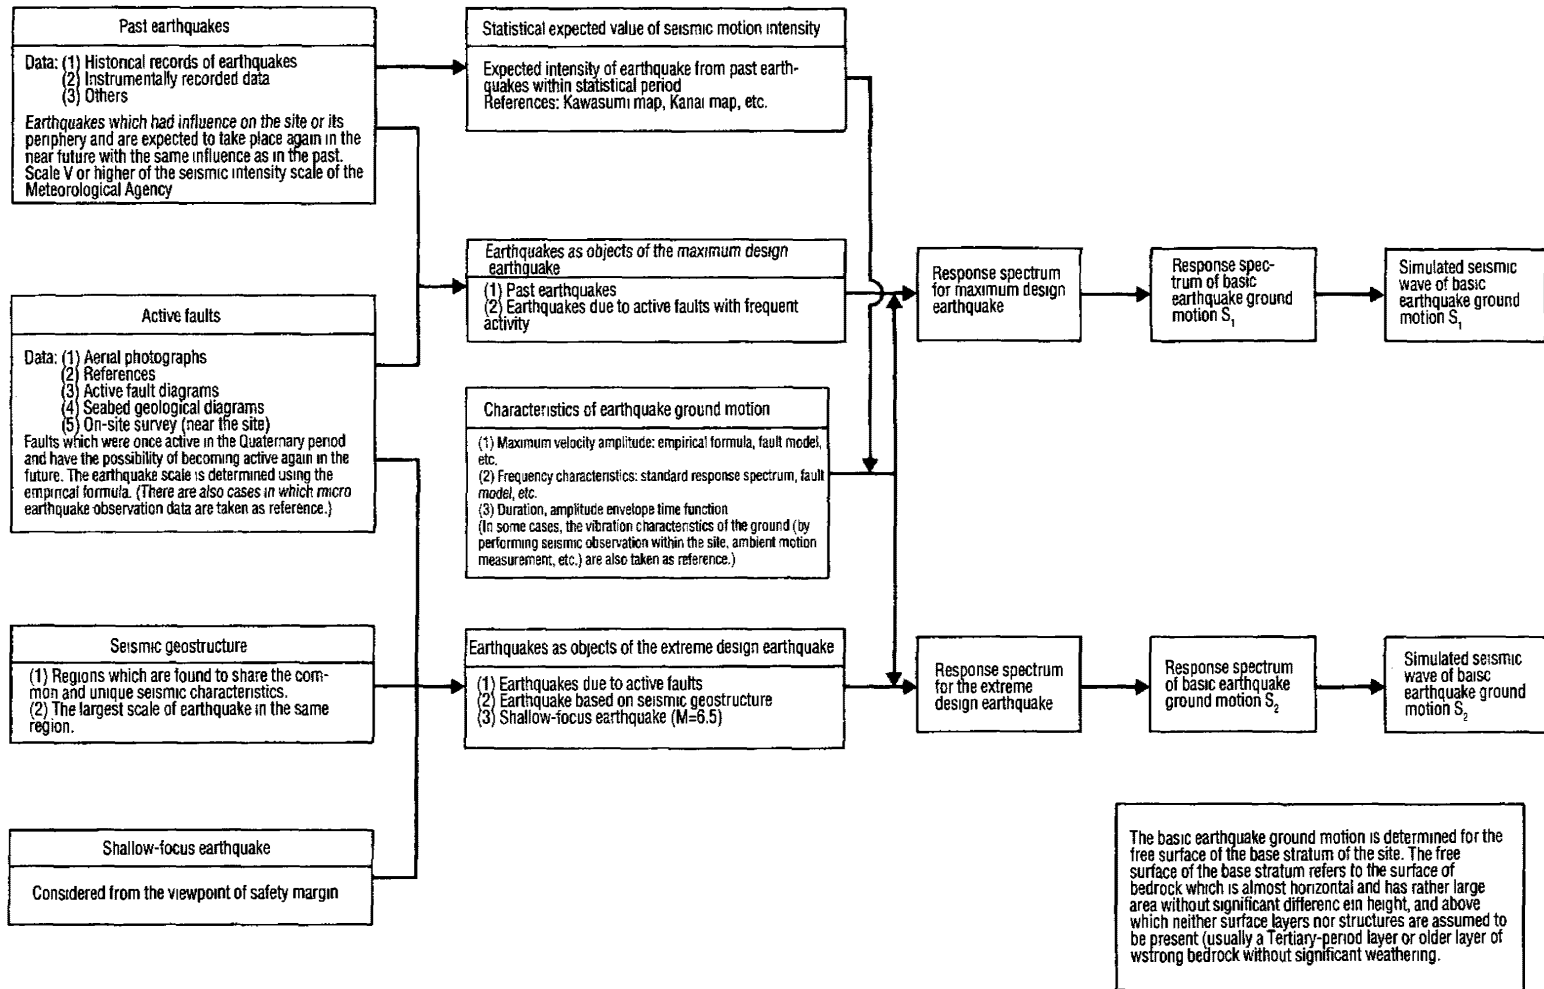 Past earthquakes
Data: (1) Historical records of earthquakes
(2) Instrumentally recorded data
(3) Others
Earthquakes which had influence on the site or its
periphery and are expected to take place again in the
near future with the same influence as in the past.
Scale V or higher of the seismic intensity scale of the
Meteorological Agency
Active faults
Data: (1) Aerial photographs
(2) References
(3) Active fault diagrams
(4) Seabed geological diagrams
(5) On-site survey (near the site)
Faults which were once active in the Quaternary period
and have the possibility of becoming active again in the
future. The earthquake scale is determined using the
empirical formula. (There are also cases in which micro
earthquake observation data are taken as reference.)
Seismic geostructure
(1) Regions which are found to share the com-
mon and unique seismic characteristics.
(2) The largest scale of earthquake in the same
region.
Shallow-focus earthquake
Considered from the viewpoint of safety margin
Statistical expected value of seismic motion intensity
Expected intensity of earthquake from past earth-
quakes within statistical period
References: Kawasumi map, Kanai map, etc.
Earthquakes as objects of the maximum design
earthquake
(1) Past earthquakes
(2) Earthquakes due to active faults with frequent
activity
Characteristics of earthquake ground motion
(1) Maximum velocity amplitude: empirical formula, fault model,
etc.
(2) Frequency characteristics: standard response spectrum, fault
model, etc.
(3) Duration, amplitude envelope time function
(In some cases, the vibration characteristics of the ground (by
performing seismic observation within the site, ambient motion
measurement, etc.) are also taken as reference.)
Earthquakes as objects of the extreme design earthquake
(1) Earthquakes due to active faults
(2) Earthquake based on seismic geostructure
(3) Shallow-focus earthquake (M=6.5)
Response spectrum
for maximum design
earthquake
Response spec-
trum of basic
earthquake ground
motion S₁
Simulated seismic
wave of basic
earthquake ground
motion S₁
Response spectrum
for the extreme
design earthquake
Response spectrum
of basic earthquake
ground motion S₂
Simulated seismic
wave of baisc
earthquake ground
motion S₂
The basic earthquake ground motion is determined for the
free surface of the base stratum of the site. The free
surface of the base stratum refers to the surface of
bedrock which is almost horizontal and has rather large
area without significant differenc ein height, and above
which neither surface layers nor structures are assumed to
be present (usually a Tertiary-period layer or older layer of
wstrong bedrock without significant weathering.